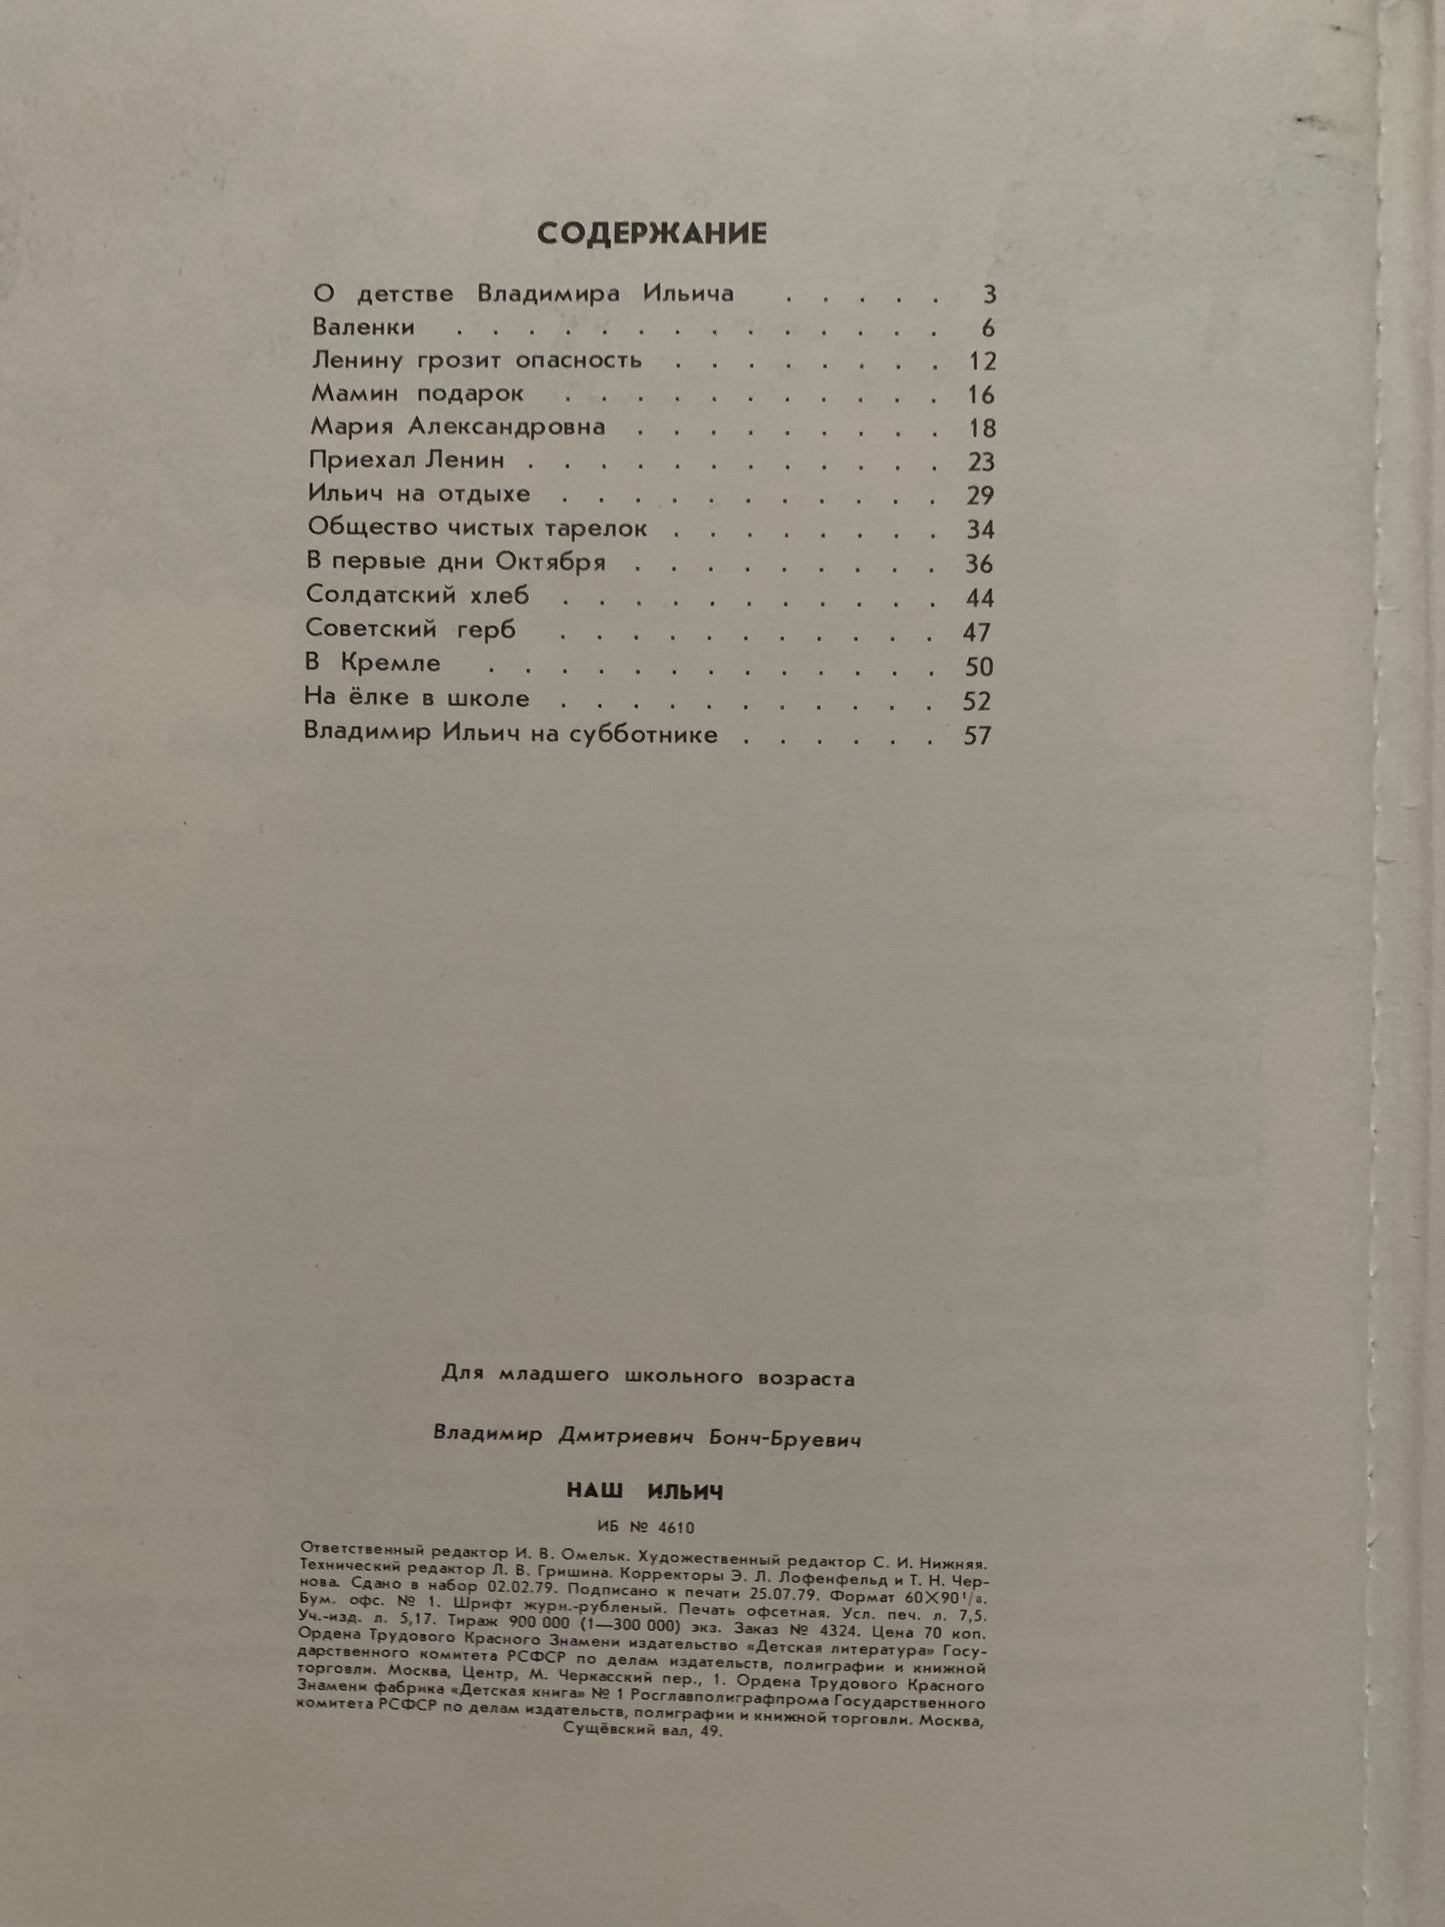 СОДЕРЖАНИЕ
О детстве Владимира Ильича . . . . . 3
Валенки . . . . . . . . . . . . . . 6
Ленину грозит опасность . . . . . . . . 12
Мамин подарок . . . . . . . . . . . 16
Мария Александровна . . . . . . . . . 18
Приехал Ленин . . . . . . . . . . . . 23
Ильич на отдыхе . . . . . . . . . . . 29
Общество чистых тарелок . . . . . . . . 34
В первые дни Октября . . . . . . . . . 36
Солдатский хлеб . . . . . . . . . . . 44
Советский герб . . . . . . . . . . . 47
В Кремле . . . . . . . . . . . . . 50
На ёлке в школе . . . . . . . . . . . 52
Владимир Ильич на субботнике . . . . . . 57
Для младшего школьного возраста
Владимир Дмитриевич Бонч-Бруевич
НАШ ИЛЬИЧ
ИБ № 4610
Ответственный редактор И. В. Омельк. Художественный редактор С. И. Нижняя.
Технический редактор Л. В. Гришина. Корректоры Э. Л. Лофенфельд и Т. Н. Чер-
нова. Сдано в набор 02.02.79. Подписано к печати 25.07.79. Формат 60×90¹/₈.
Бум. офс. № 1. Шрифт журн.-рубленый. Печать офсетная. Усл. печ. л. 7,5.
Уч.-изд. л. 5,17. Тираж 900 000 (1—300 000) экз. Заказ № 4324. Цена 70 коп.
Ордена Трудового Красного Знамени издательство «Детская литература» Госу-
дарственного комитета РСФСР по делам издательств, полиграфии и книжной
торговли. Москва, Центр, М. Черкасский пер., 1. Ордена Трудового Красного
Знамени фабрика «Детская книга» № 1 Росглавполиграфпрома Государственного
комитета РСФСР по делам издательств, полиграфии и книжной торговли. Москва,
Сущёвский вал, 49.